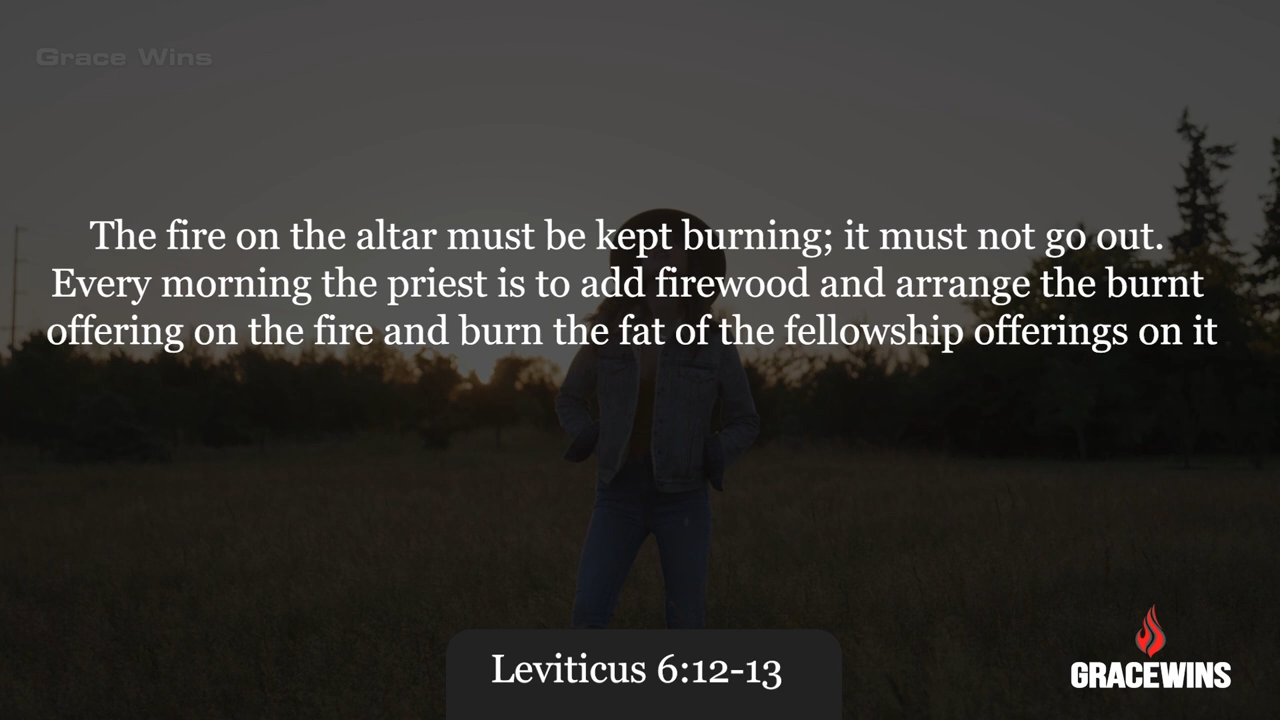 Grace Wins
The fire on the altar must be kept burning; it must not go out.
Every morning the priest is to add firewood and arrange the burnt
offering on the fire and burn the fat of the fellowship offerings on it
Leviticus 6:12-13
GRACEWINS